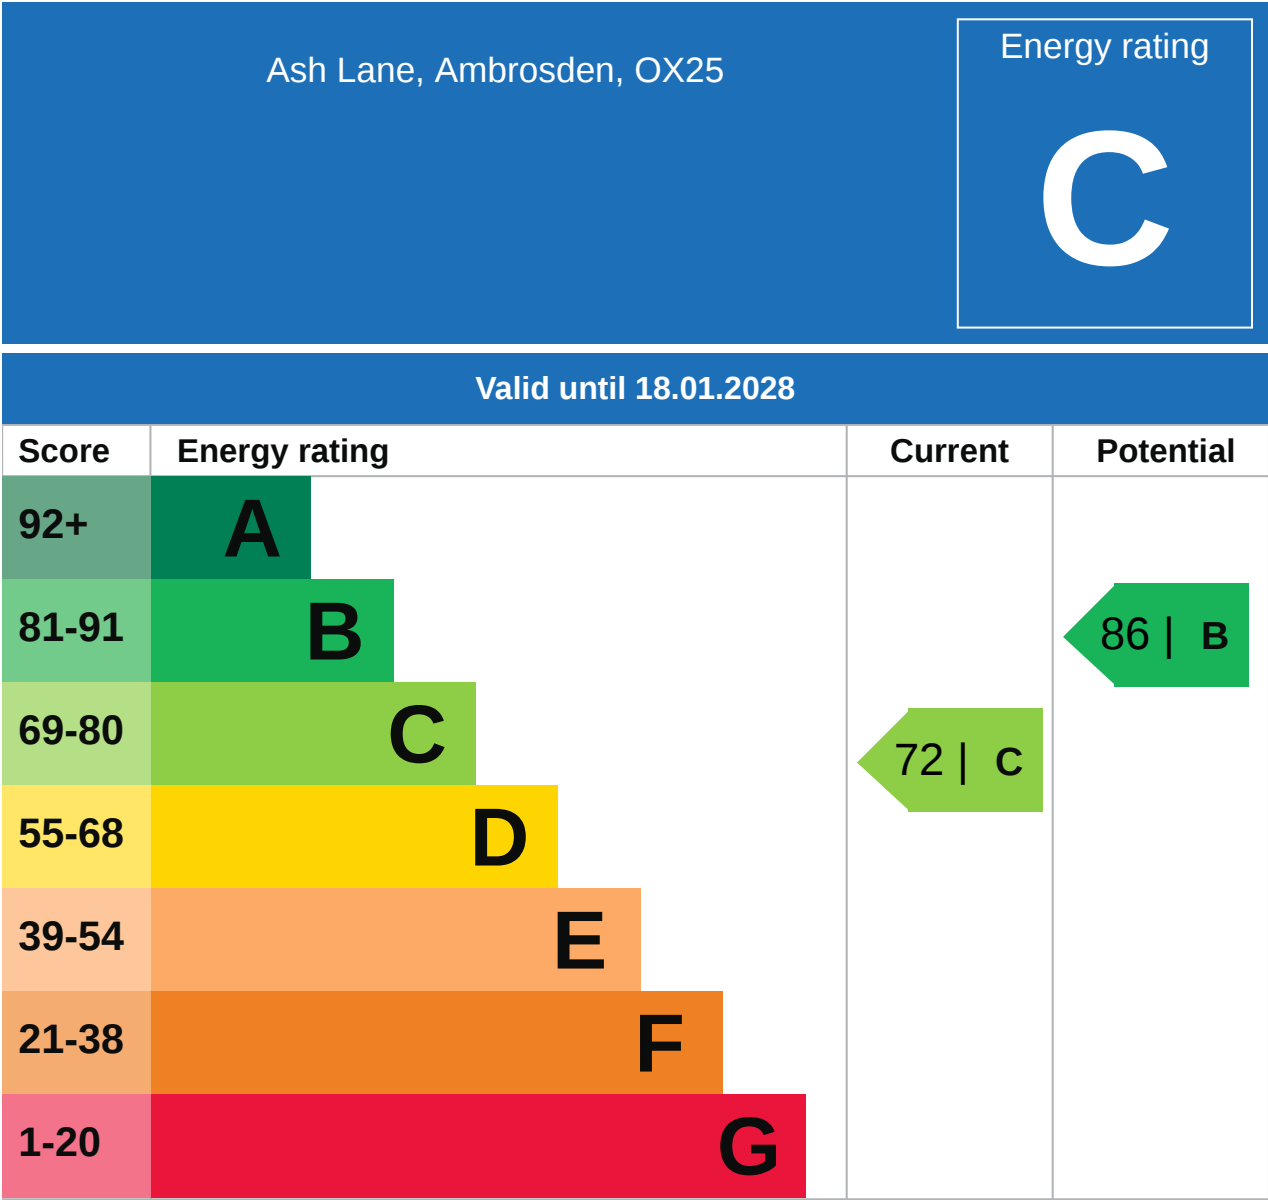 Ash Lane, Ambrosden, OX25
Energy rating
C
Valid until 18.01.2028
Score Energy rating Current Potential
92+ A
81-91 B 86 | B
69-80 C 72 | C
55-68 D
39-54 E
21-38 F
1-20 G